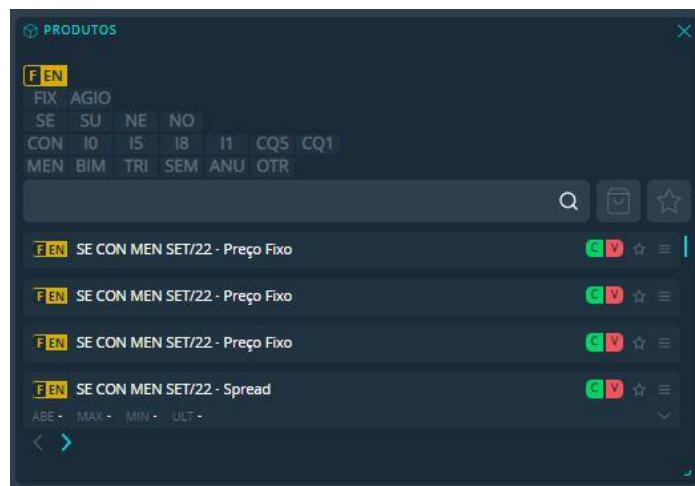 PRODUTOS
F EN
FIX AGIO
SE SU NE NO
CON I0 I5 I8 I1 CQ5 CQ1
MEN BIM TRI SEM ANU OTR
F EN SE CON MEN SET/22 - Preço Fixo C V
F EN SE CON MEN SET/22 - Preço Fixo C V
F EN SE CON MEN SET/22 - Preço Fixo C V
F EN SE CON MEN SET/22 - Spread C V
ABE - MAX - MIN - ULT -